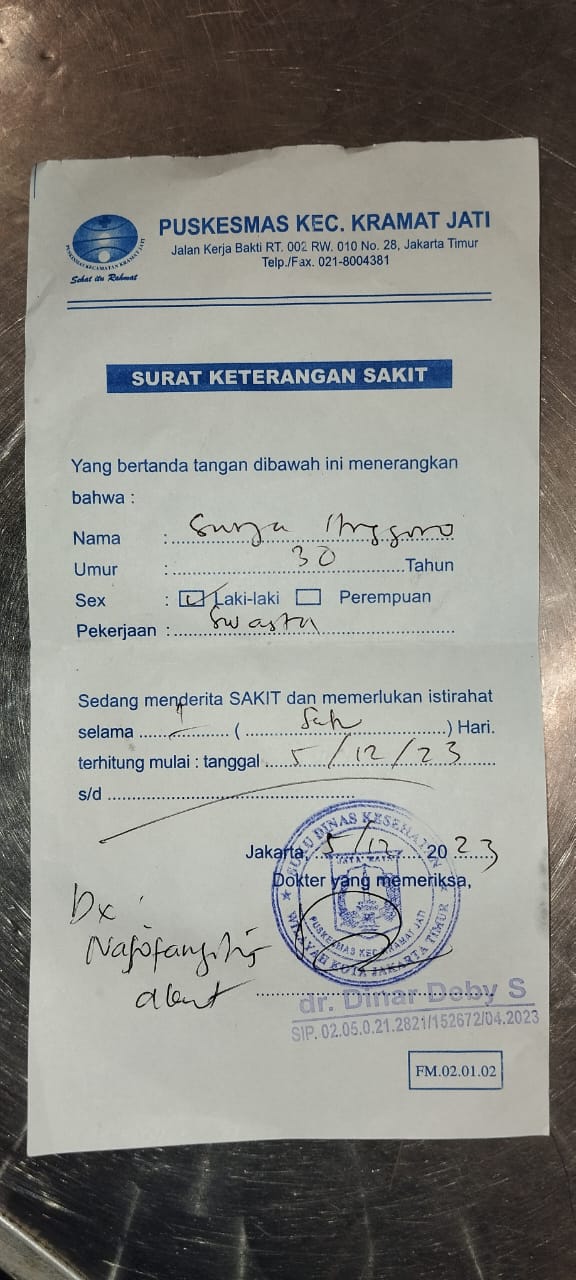 PUSKESMAS KECAMATAN KRAMAT JATI
Sehat itu Rahmat
PUSKESMAS KEC. KRAMAT JATI
Jalan Kerja Bakti RT. 002 RW. 010 No. 28, Jakarta Timur
Telp./Fax. 021-8004381
SURAT KETERANGAN SAKIT
Yang bertanda tangan dibawah ini menerangkan
bahwa :
Nama : Surya Anggoro
Umur : 30 Tahun
Sex : Laki-laki Perempuan
Pekerjaan : Swasta
Sedang menderita SAKIT dan memerlukan istirahat
selama 1 ( Satu ) Hari.
terhitung mulai : tanggal 5/12/23
s/d
Jakarta, 5/12 2023
Dokter yang memeriksa,
SUKU DINAS KESEHATAN
JAYA RAYA
PUSKESMAS KEC. KRAMAT JATI
WILAYAH KOTA JAKARTA TIMUR
Dx :
dr. Dinar Deby S
SIP. 02.05.0.21.2821/152672/04.2023
FM.02.01.02